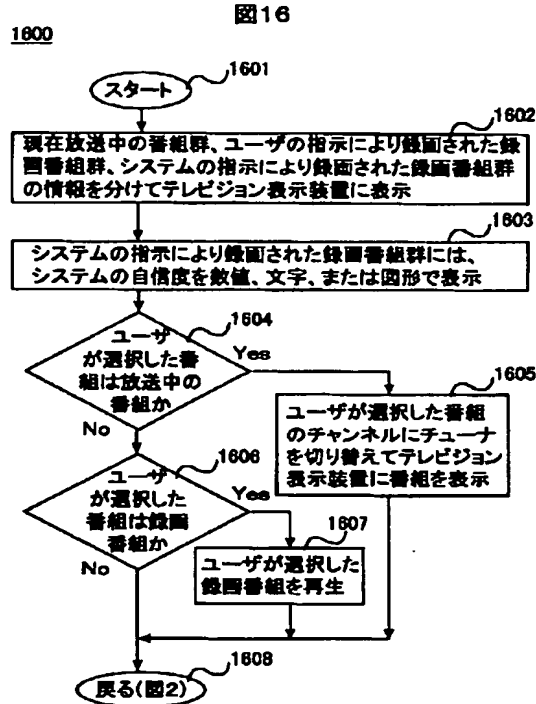 図16
1600
スタート
1601
1602
現在放送中の番組群、ユーザの指示により録画された録
画番組群、システムの指示により録画された録画番組群
の情報を分けてテレビジョン表示装置に表示
1603
システムの指示により録画された録画番組群には、
システムの自信度を数値、文字、または図形で表示
1604
ユーザ
が選択した番
組は放送中の
番組か
Yes
No
1605
ユーザが選択した番組
のチャンネルにチューナ
を切り替えてテレビジョン
表示装置に番組を表示
1606
ユーザ
が選択した
番組は録画
番組か
Yes
No
1607
ユーザが選択した
録画番組を再生
1608
戻る(図2)